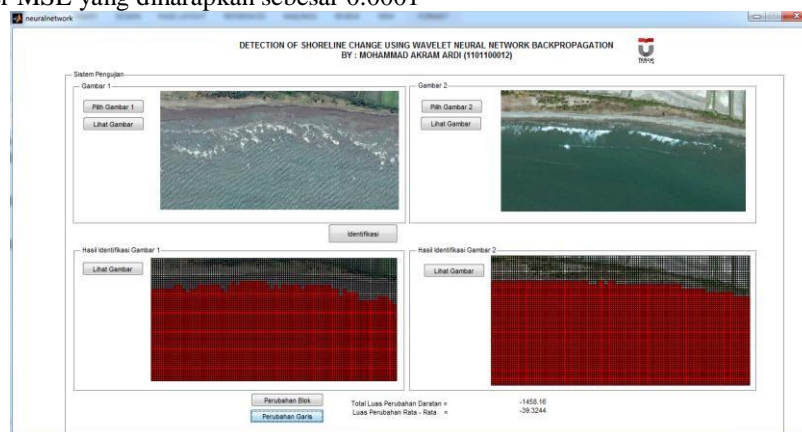 r MSE yang diharapkan sebesar 0.0001
neuralnetwork
DETECTION OF SHORELINE CHANGE USING WAVELET NEURAL NETWORK BACKPROPAGATION
BY : MOHAMMAD AKRAM ARDI (1101100012)
Sistem Pengujian
Gambar 1
Pilih Gambar 1
Lihat Gambar
Gambar 2
Pilih Gambar 2
Lihat Gambar
Identifikasi
Hasil Identifikasi Gambar 1
Lihat Gambar
Hasil Identifikasi Gambar 2
Lihat Gambar
Perubahan Blok
Perubahan Garis
Total Luas Perubahan Daratan = -1458.16
Luas Perubahan Rata - Rata = -39.3244